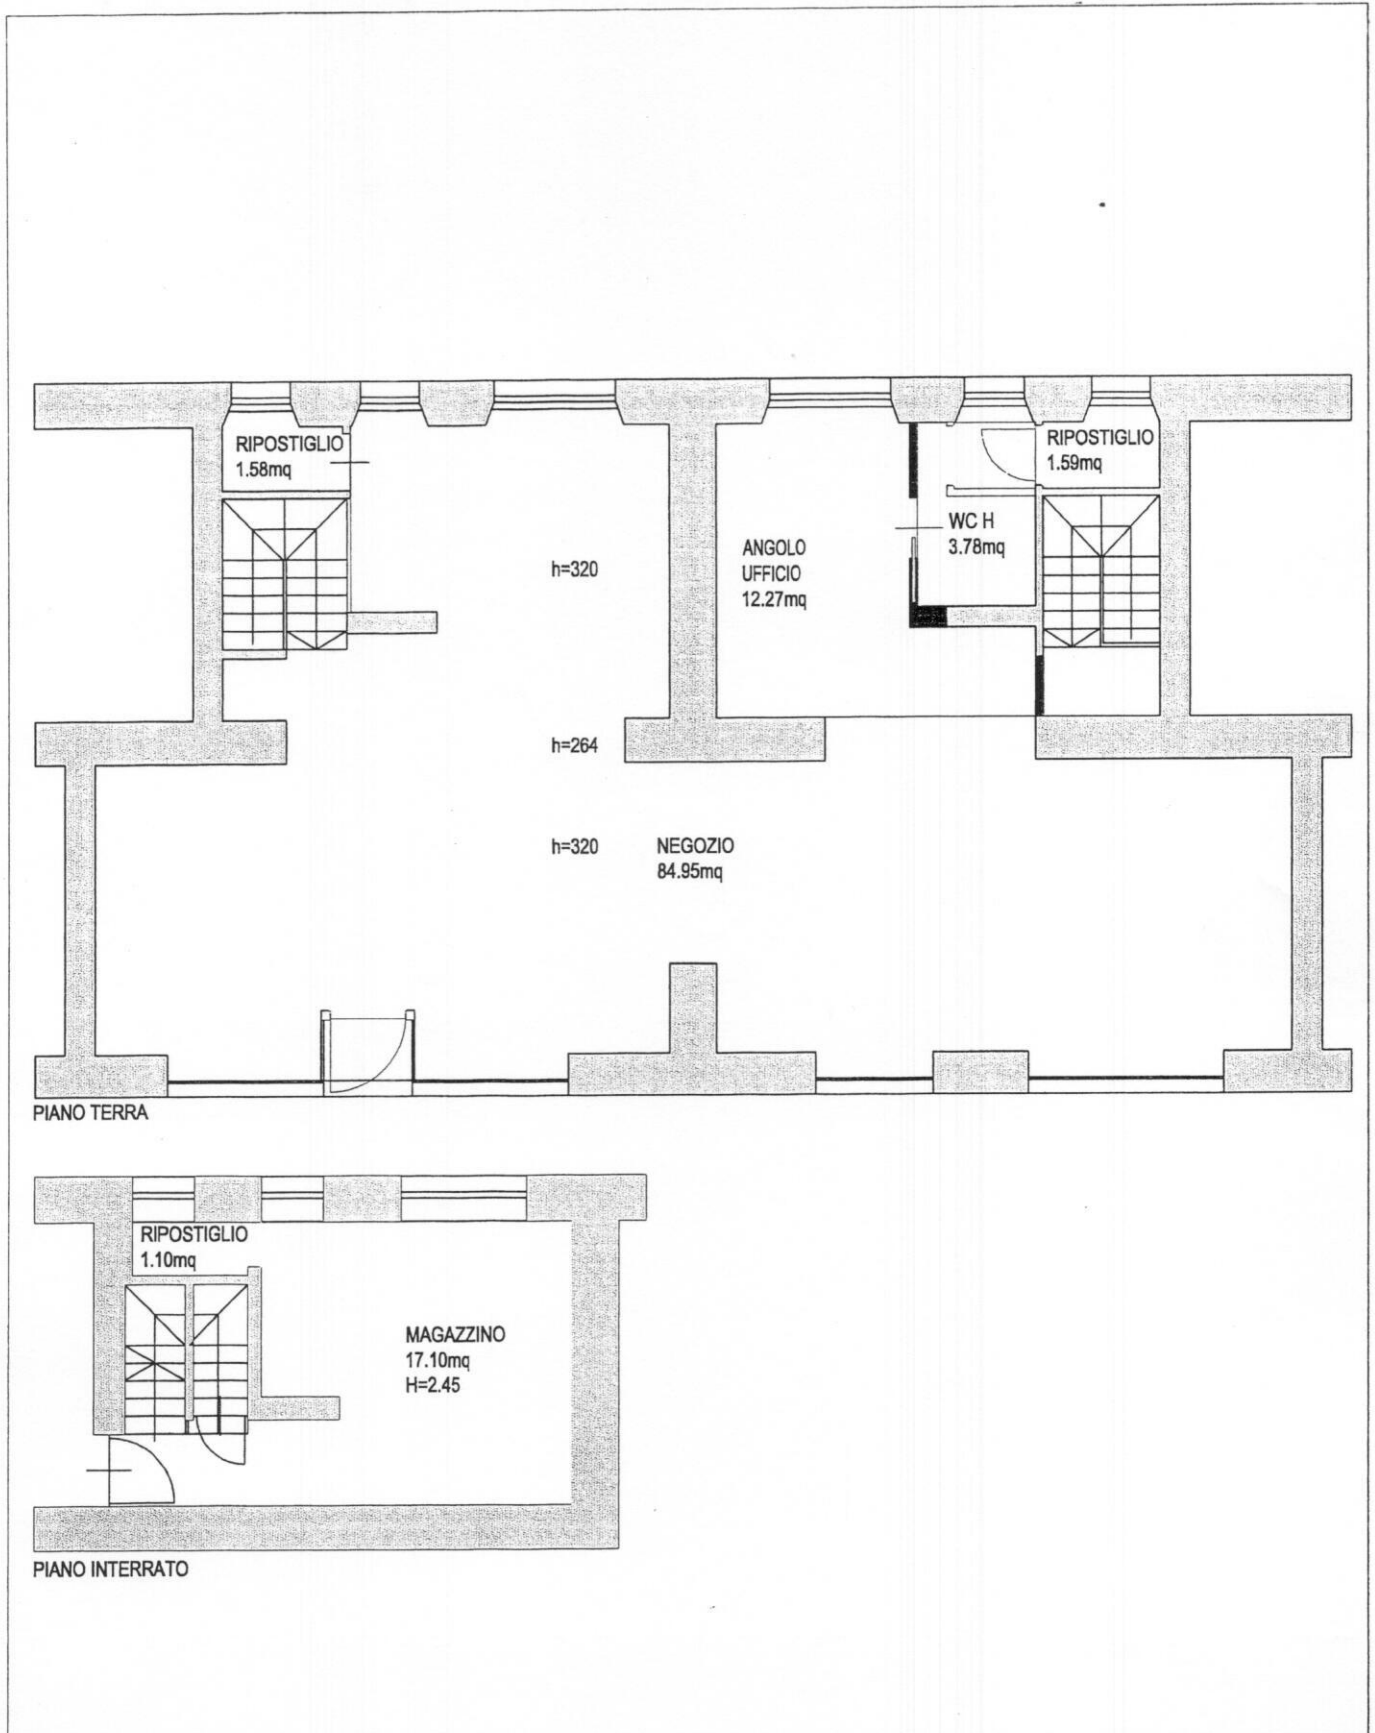 RIPOSTIGLIO
1.58mq
RIPOSTIGLIO
1.59mq
WC H
3.78mq
ANGOLO
UFFICIO
12.27mq
h=320
h=264
h=320
NEGOZIO
84.95mq
PIANO TERRA
RIPOSTIGLIO
1.10mq
MAGAZZINO
17.10mq
H=2.45
PIANO INTERRATO